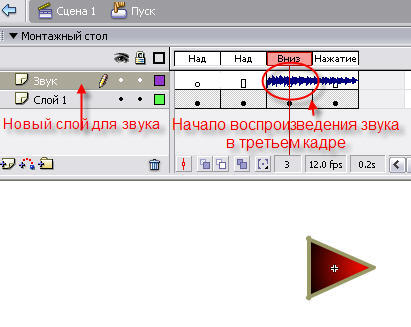 Сцена 1 Пуск
Монтажный стол
Над Над Вниз Нажатие
Звук
Слой 1
Новый слой для звука
Начало воспроизведения звука
в третьем кадре
3 12.0 fps 0.2s